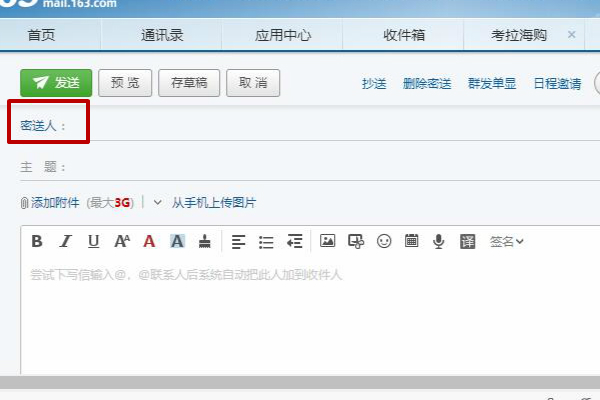 mail.163.com
首页 通讯录 应用中心 收件箱 考拉海购 ×
发送 预 览 存草稿 取 消 抄送 删除密送 群发单显 日程邀请
密送人：
主 题：
添加附件 (最大3G) | 从手机上传图片
B I U AA A A 译 签名
尝试下写信输入@，@联系人后系统自动把此人加到收件人